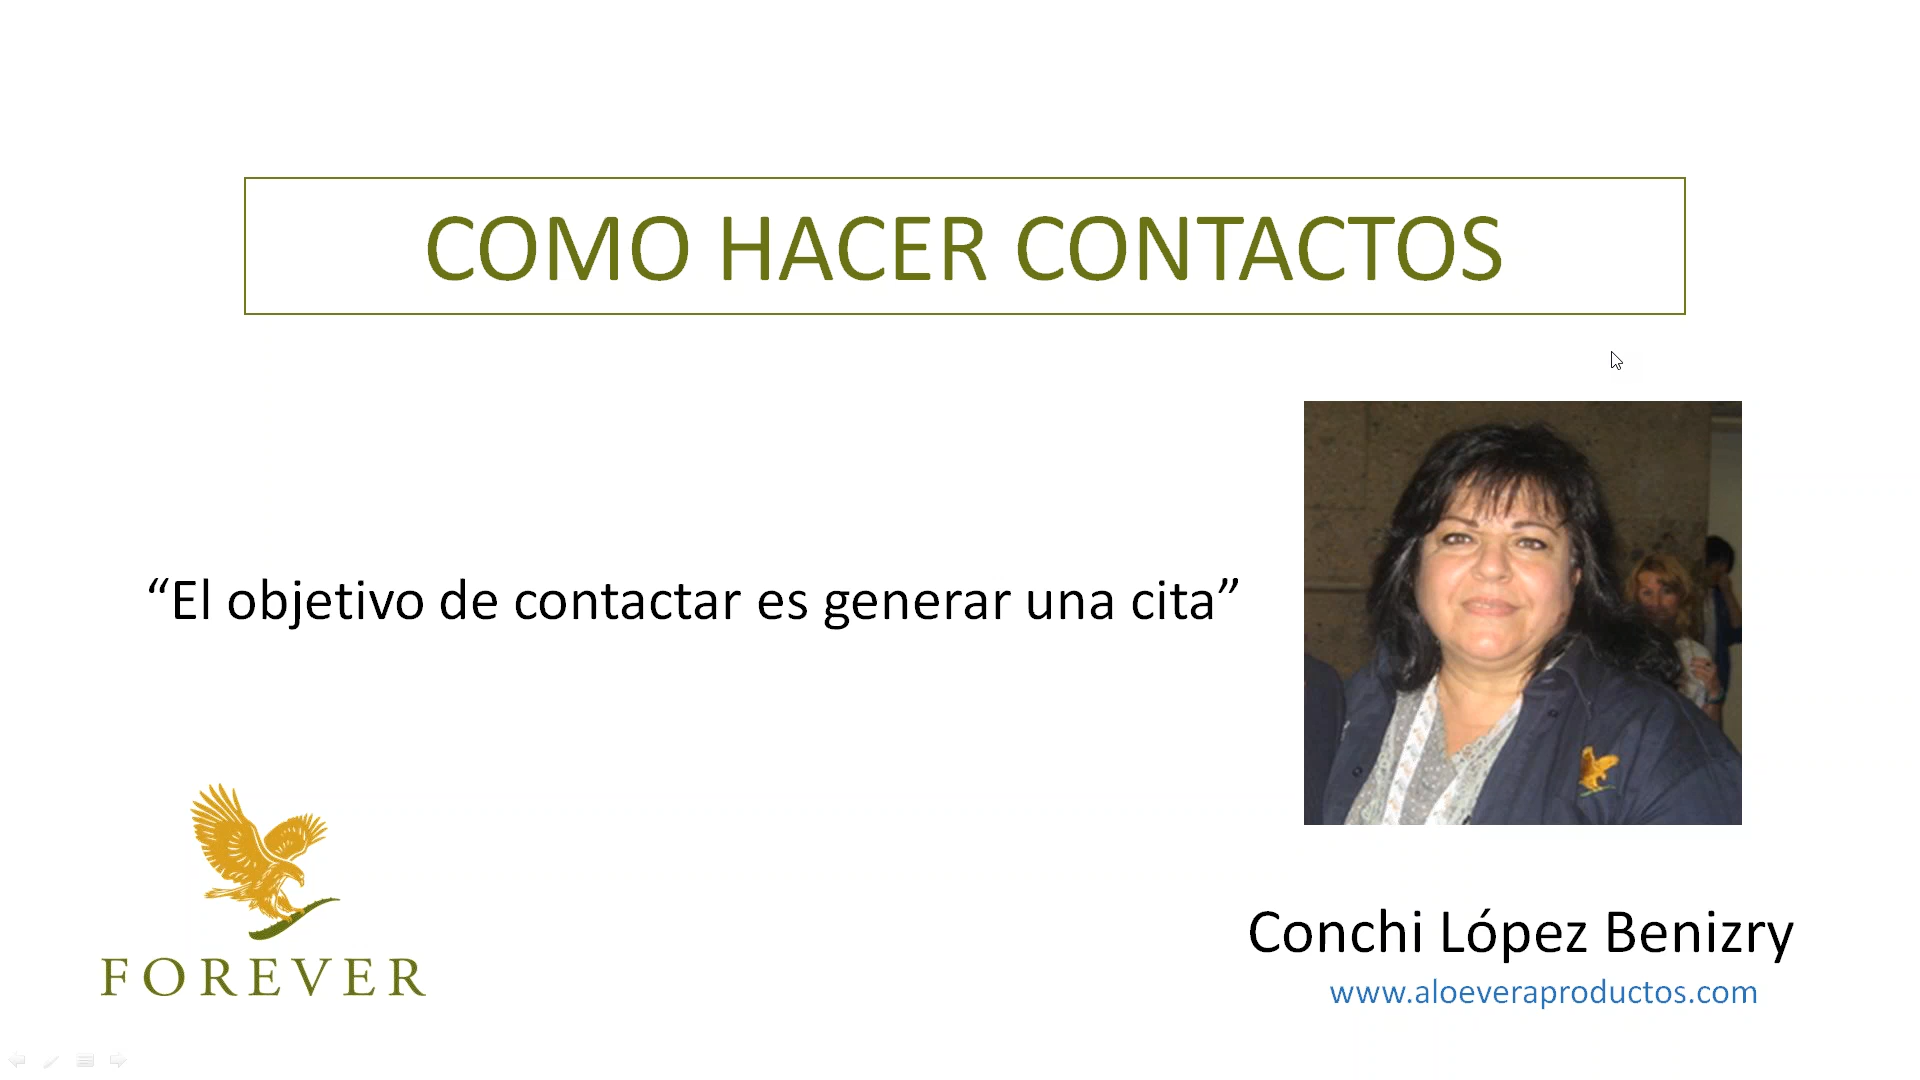 COMO HACER CONTACTOS
“El objetivo de contactar es generar una cita”
FOREVER
Conchi López Benizry
www.aloeveraproductos.com